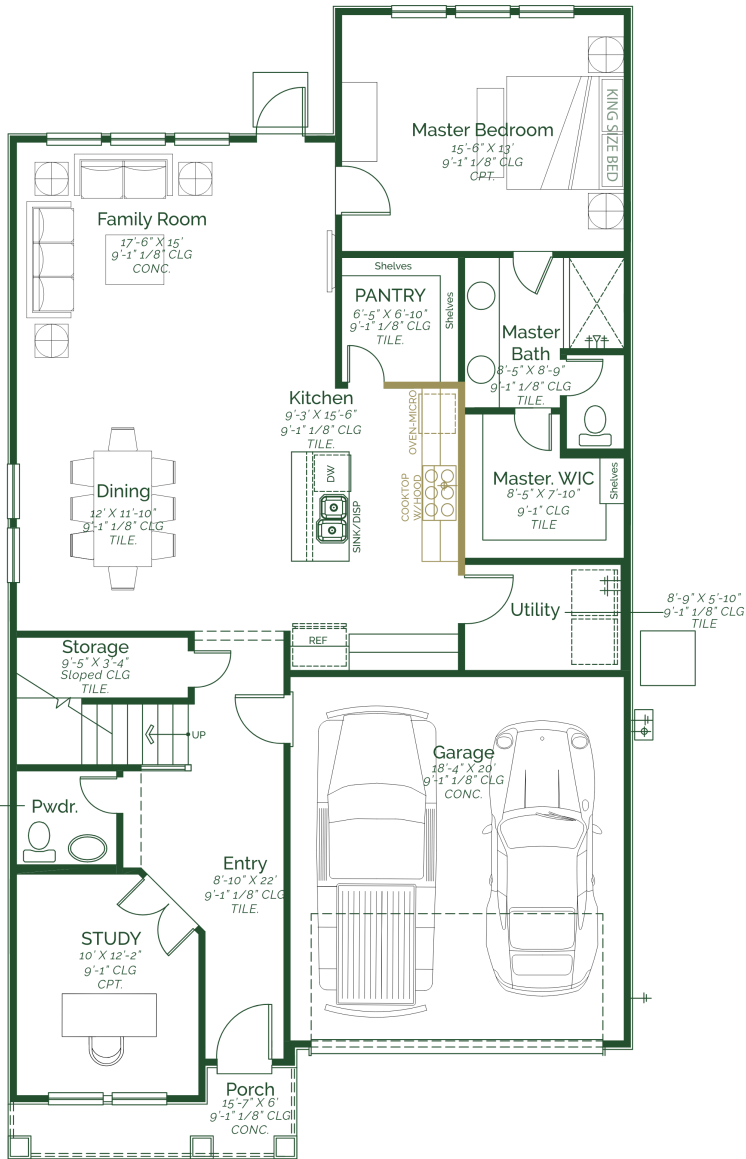 Master Bedroom
15'-6" X 13'
9'-1" 1/8" CLG
CPT.
KING SIZE BED
Family Room
17'-6" X 15'
9'-1" 1/8" CLG
CONC.
Shelves
Shelves
PANTRY
6'-5" X 6'-10"
9'-1" 1/8" CLG
TILE.
Master
Bath
8'-5" X 8'-9"
9'-1" 1/8" CLG
TILE.
Kitchen
9'-3' X 15'-6"
9'-1" 1/8" CLG
TILE.
OVEN-MICRO
COOKTOP
W/HOOD
DW
SINK/DISP
Master. WIC
8'-5" X 7'-10"
9'-1" CLG
TILE
Shelves
Dining
12' X 11'-10"
9'-1" 1/8" CLG
TILE.
Utility
8'-9" X 5'-10"
9'-1" 1/8" CLG
TILE
REF
Storage
9'-5" X 3'-4"
Sloped CLG
TILE.
UP
Garage
18'-4" X 20'
9'-1" 1/8" CLG
CONC.
Pwdr.
Entry
8'-10" X 22'
9'-1" 1/8" CLG
TILE.
STUDY
10' X 12'-2"
9'-1" CLG
CPT.
Porch
15'-7" X 6'
9'-1" 1/8" CLG
CONC.